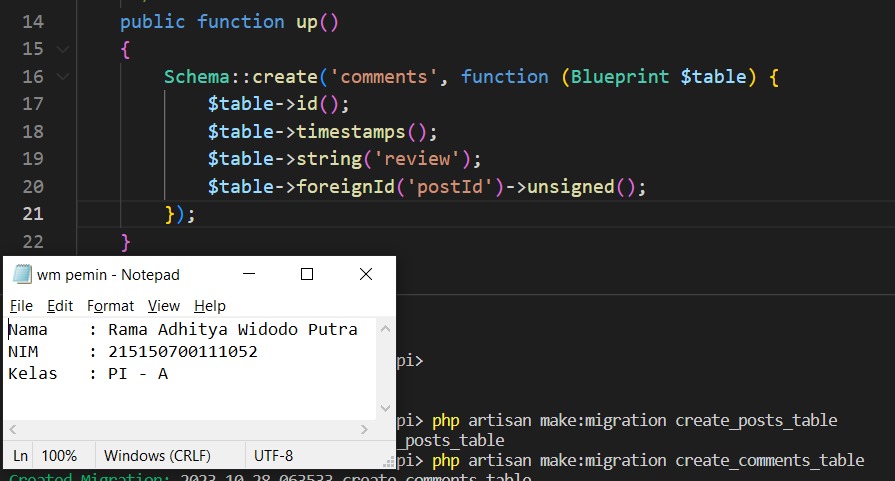 14 public function up()
15 {
16 Schema::create('comments', function (Blueprint $table) {
17 $table->id();
18 $table->timestamps();
19 $table->string('review');
20 $table->foreignId('postId')->unsigned();
21 });
22 }
wm pemin - Notepad
File Edit Format View Help
Nama : Rama Adhitya Widodo Putra
NIM : 215150700111052
Kelas : PI - A
Ln 100% Windows (CRLF) UTF-8
pi>
pi> php artisan make:migration create_posts_table
_posts_table
pi> php artisan make:migration create_comments_table
Created Migration: 2023_10_28_063533_create_comments_table